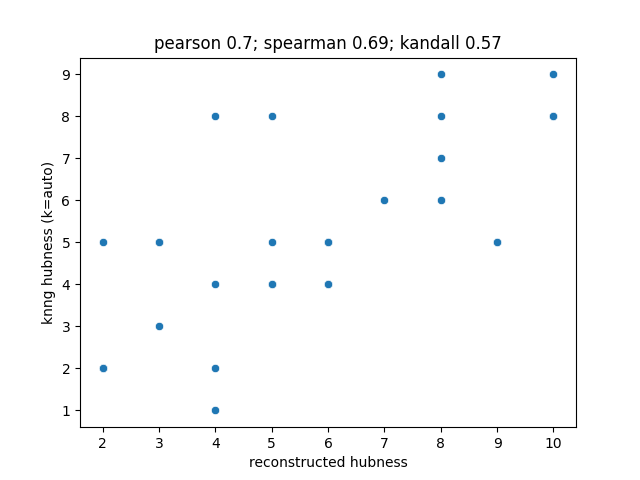 pearson 0.7; spearman 0.69; kandall 0.57
9
8
7
6
5
4
3
2
1
knng hubness (k=auto)
2 3 4 5 6 7 8 9 10
reconstructed hubness